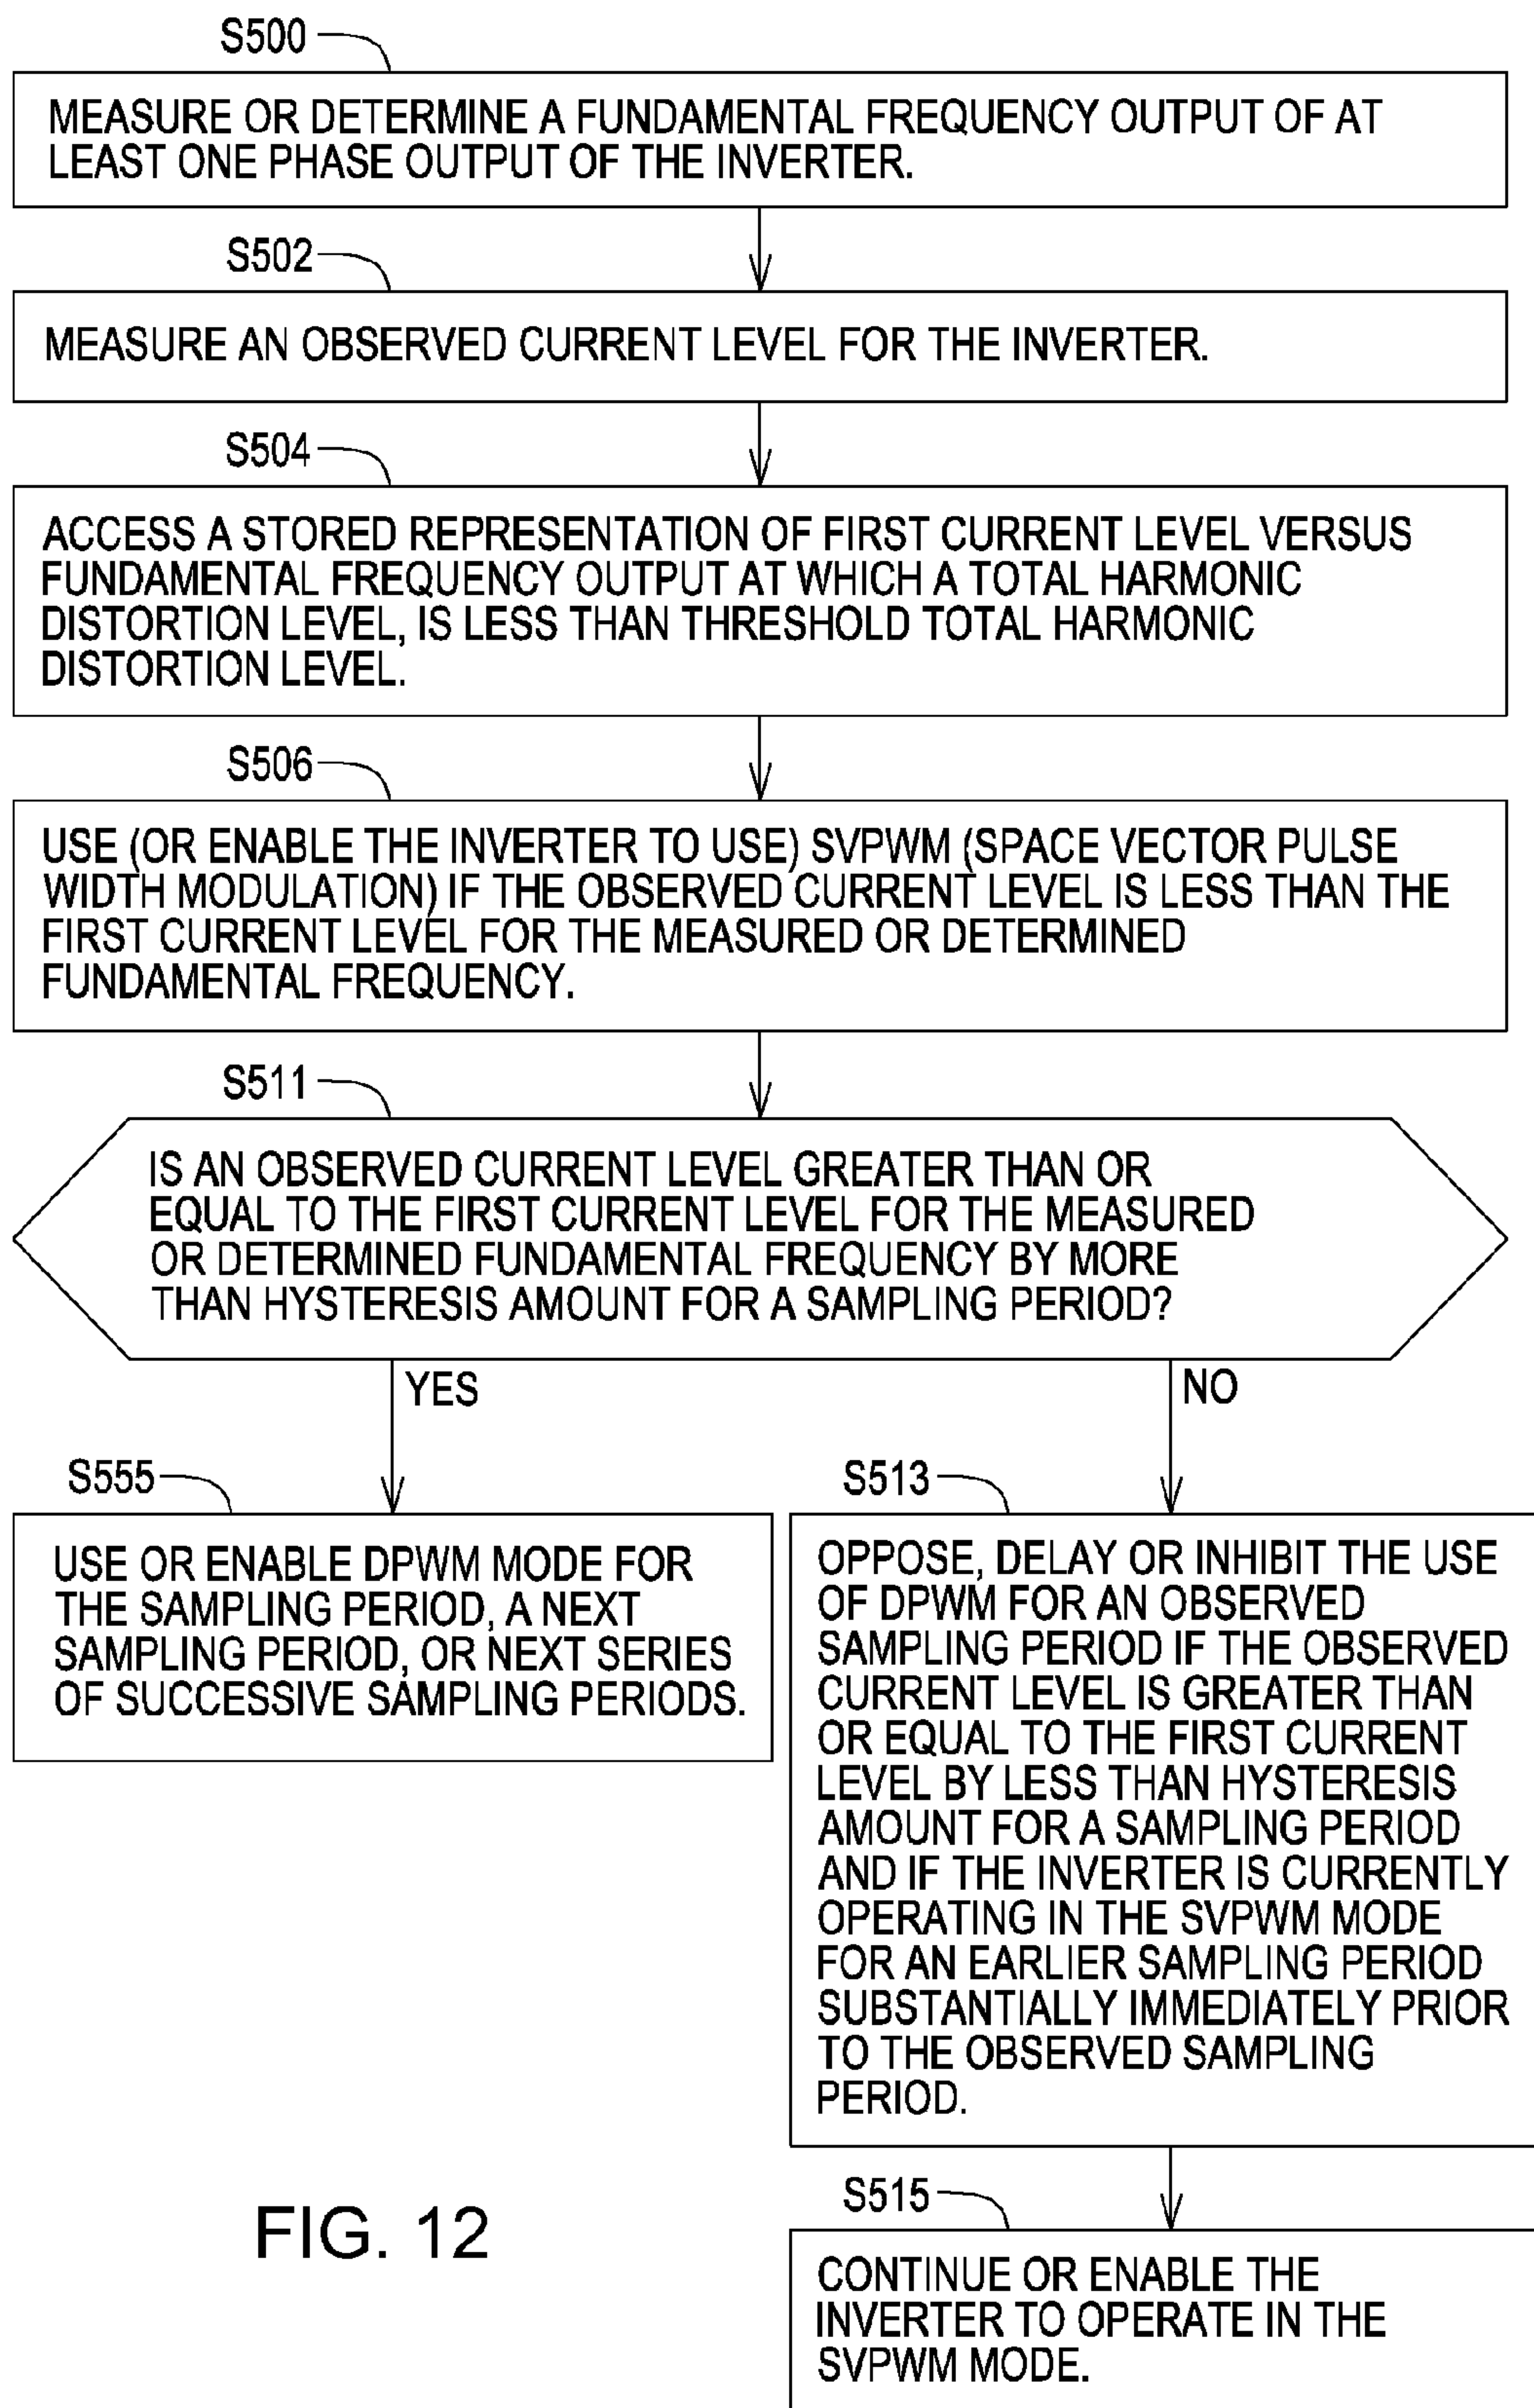 S500
MEASURE OR DETERMINE A FUNDAMENTAL FREQUENCY OUTPUT OF AT
LEAST ONE PHASE OUTPUT OF THE INVERTER.
S502
MEASURE AN OBSERVED CURRENT LEVEL FOR THE INVERTER.
S504
ACCESS A STORED REPRESENTATION OF FIRST CURRENT LEVEL VERSUS
FUNDAMENTAL FREQUENCY OUTPUT AT WHICH A TOTAL HARMONIC
DISTORTION LEVEL, IS LESS THAN THRESHOLD TOTAL HARMONIC
DISTORTION LEVEL.
S506
USE (OR ENABLE THE INVERTER TO USE) SVPWM (SPACE VECTOR PULSE
WIDTH MODULATION) IF THE OBSERVED CURRENT LEVEL IS LESS THAN THE
FIRST CURRENT LEVEL FOR THE MEASURED OR DETERMINED
FUNDAMENTAL FREQUENCY.
S511
IS AN OBSERVED CURRENT LEVEL GREATER THAN OR
EQUAL TO THE FIRST CURRENT LEVEL FOR THE MEASURED
OR DETERMINED FUNDAMENTAL FREQUENCY BY MORE
THAN HYSTERESIS AMOUNT FOR A SAMPLING PERIOD?
YES
NO
S555
USE OR ENABLE DPWM MODE FOR
THE SAMPLING PERIOD, A NEXT
SAMPLING PERIOD, OR NEXT SERIES
OF SUCCESSIVE SAMPLING PERIODS.
S513
OPPOSE, DELAY OR INHIBIT THE USE
OF DPWM FOR AN OBSERVED
SAMPLING PERIOD IF THE OBSERVED
CURRENT LEVEL IS GREATER THAN
OR EQUAL TO THE FIRST CURRENT
LEVEL BY LESS THAN HYSTERESIS
AMOUNT FOR A SAMPLING PERIOD
AND IF THE INVERTER IS CURRENTLY
OPERATING IN THE SVPWM MODE
FOR AN EARLIER SAMPLING PERIOD
SUBSTANTIALLY IMMEDIATELY PRIOR
TO THE OBSERVED SAMPLING
PERIOD.
S515
CONTINUE OR ENABLE THE
INVERTER TO OPERATE IN THE
SVPWM MODE.
FIG. 12